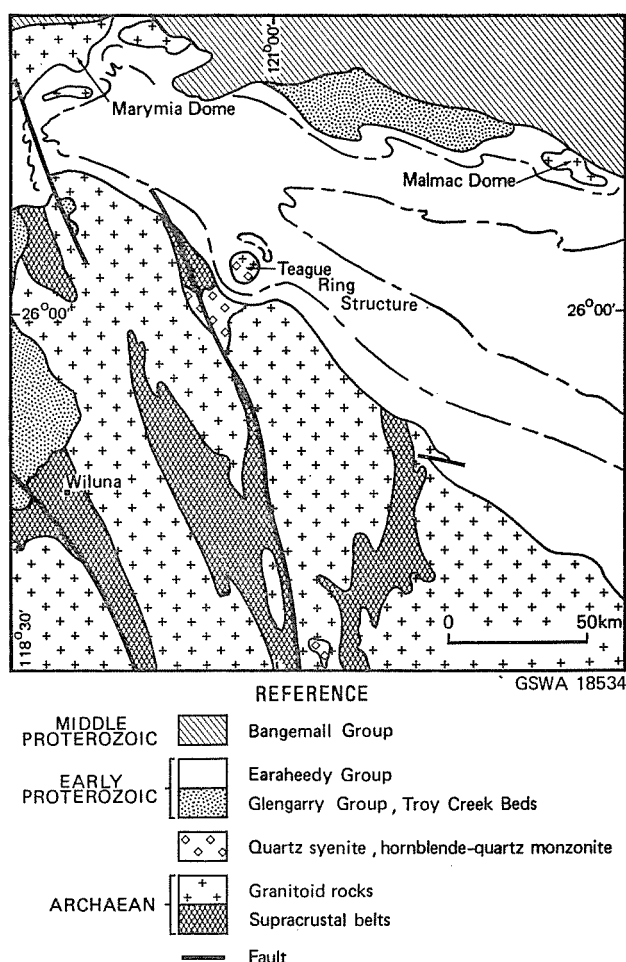 121°00'
Marymia Dome
Malmac Dome
Teague
Ring
Structure
26°00'
26°00'
Wiluna
118°30'
0 50km
GSWA 18534
REFERENCE
MIDDLE
PROTEROZOIC
Bangemall Group
EARLY
PROTEROZOIC
Earaheedy Group
Glengarry Group, Troy Creek Beds
Quartz syenite, hornblende-quartz monzonite
ARCHAEAN
Granitoid rocks
Supracrustal belts
Fault